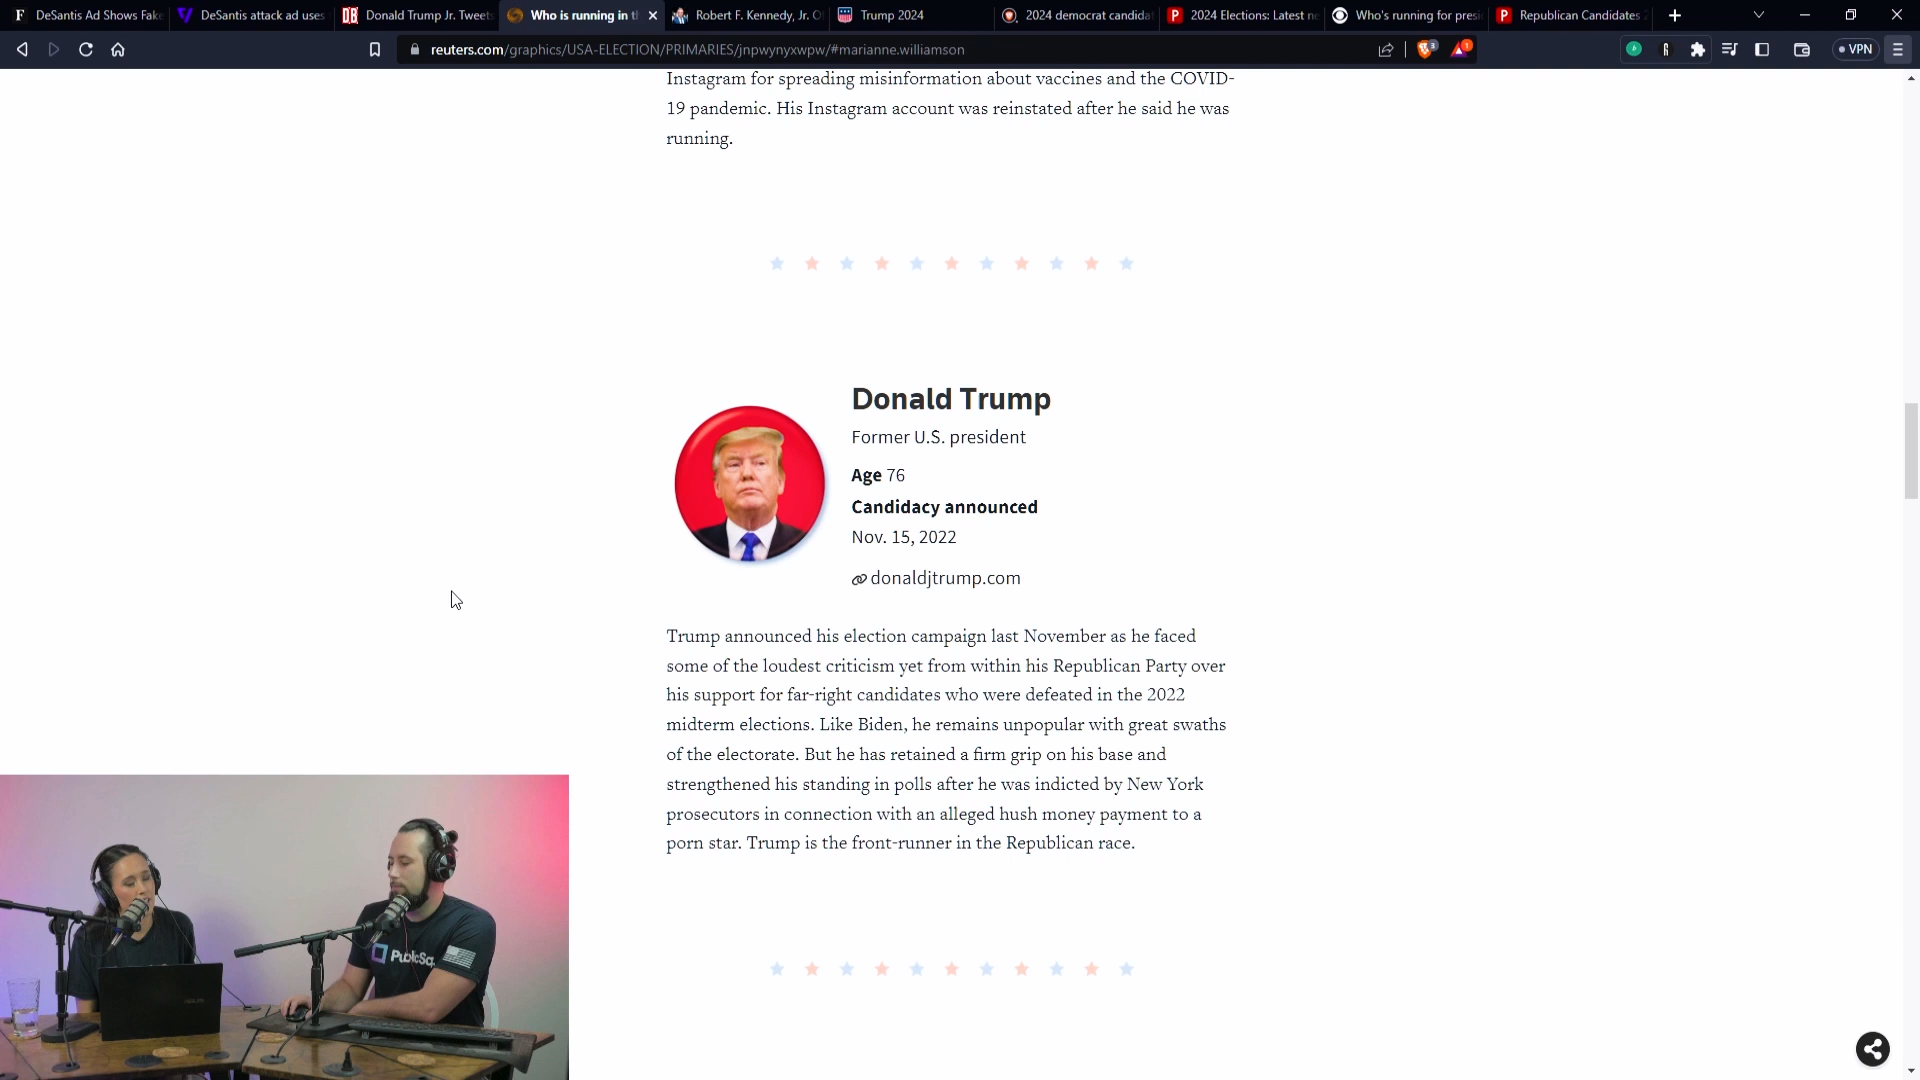 DeSantis Ad Shows Fake
DeSantis attack ad uses
Donald Trump Jr. Tweets
Who is running in t
Robert F. Kennedy, Jr. O
Trump 2024
2024 democrat candidat
2024 Elections: Latest ne
Who's running for presi
Republican Candidates 2
reuters.com/graphics/USA-ELECTION/PRIMARIES/jnpwynyxwpw/#marianne.williamson
VPN
Instagram for spreading misinformation about vaccines and the COVID-
19 pandemic. His Instagram account was reinstated after he said he was
running.
Donald Trump
Former U.S. president
Age 76
Candidacy announced
Nov. 15, 2022
donaldjtrump.com
Trump announced his election campaign last November as he faced
some of the loudest criticism yet from within his Republican Party over
his support for far-right candidates who were defeated in the 2022
midterm elections. Like Biden, he remains unpopular with great swaths
of the electorate. But he has retained a firm grip on his base and
strengthened his standing in polls after he was indicted by New York
prosecutors in connection with an alleged hush money payment to a
porn star. Trump is the front-runner in the Republican race.
PublicSq.